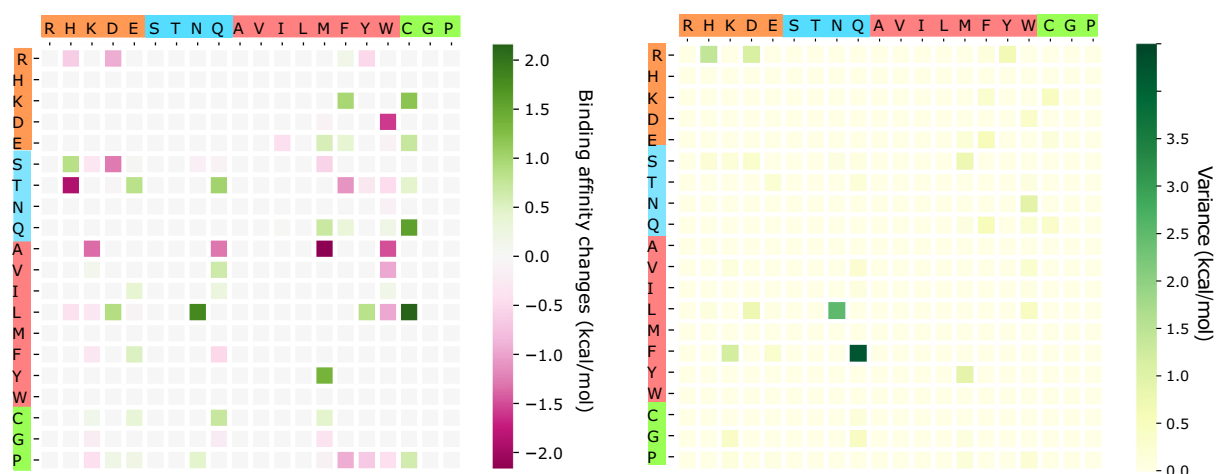 R H K D E S T N Q A V I L M F Y W C G P
R
H
K
D
E
S
T
N
Q
A
V
I
L
M
F
Y
W
C
G
P
2.0
1.5
1.0
0.5
0.0
−0.5
−1.0
−1.5
−2.0
Binding affinity changes (kcal/mol)
R H K D E S T N Q A V I L M F Y W C G P
R
H
K
D
E
S
T
N
Q
A
V
I
L
M
F
Y
W
C
G
P
3.5
3.0
2.5
2.0
1.5
1.0
0.5
0.0
Variance (kcal/mol)